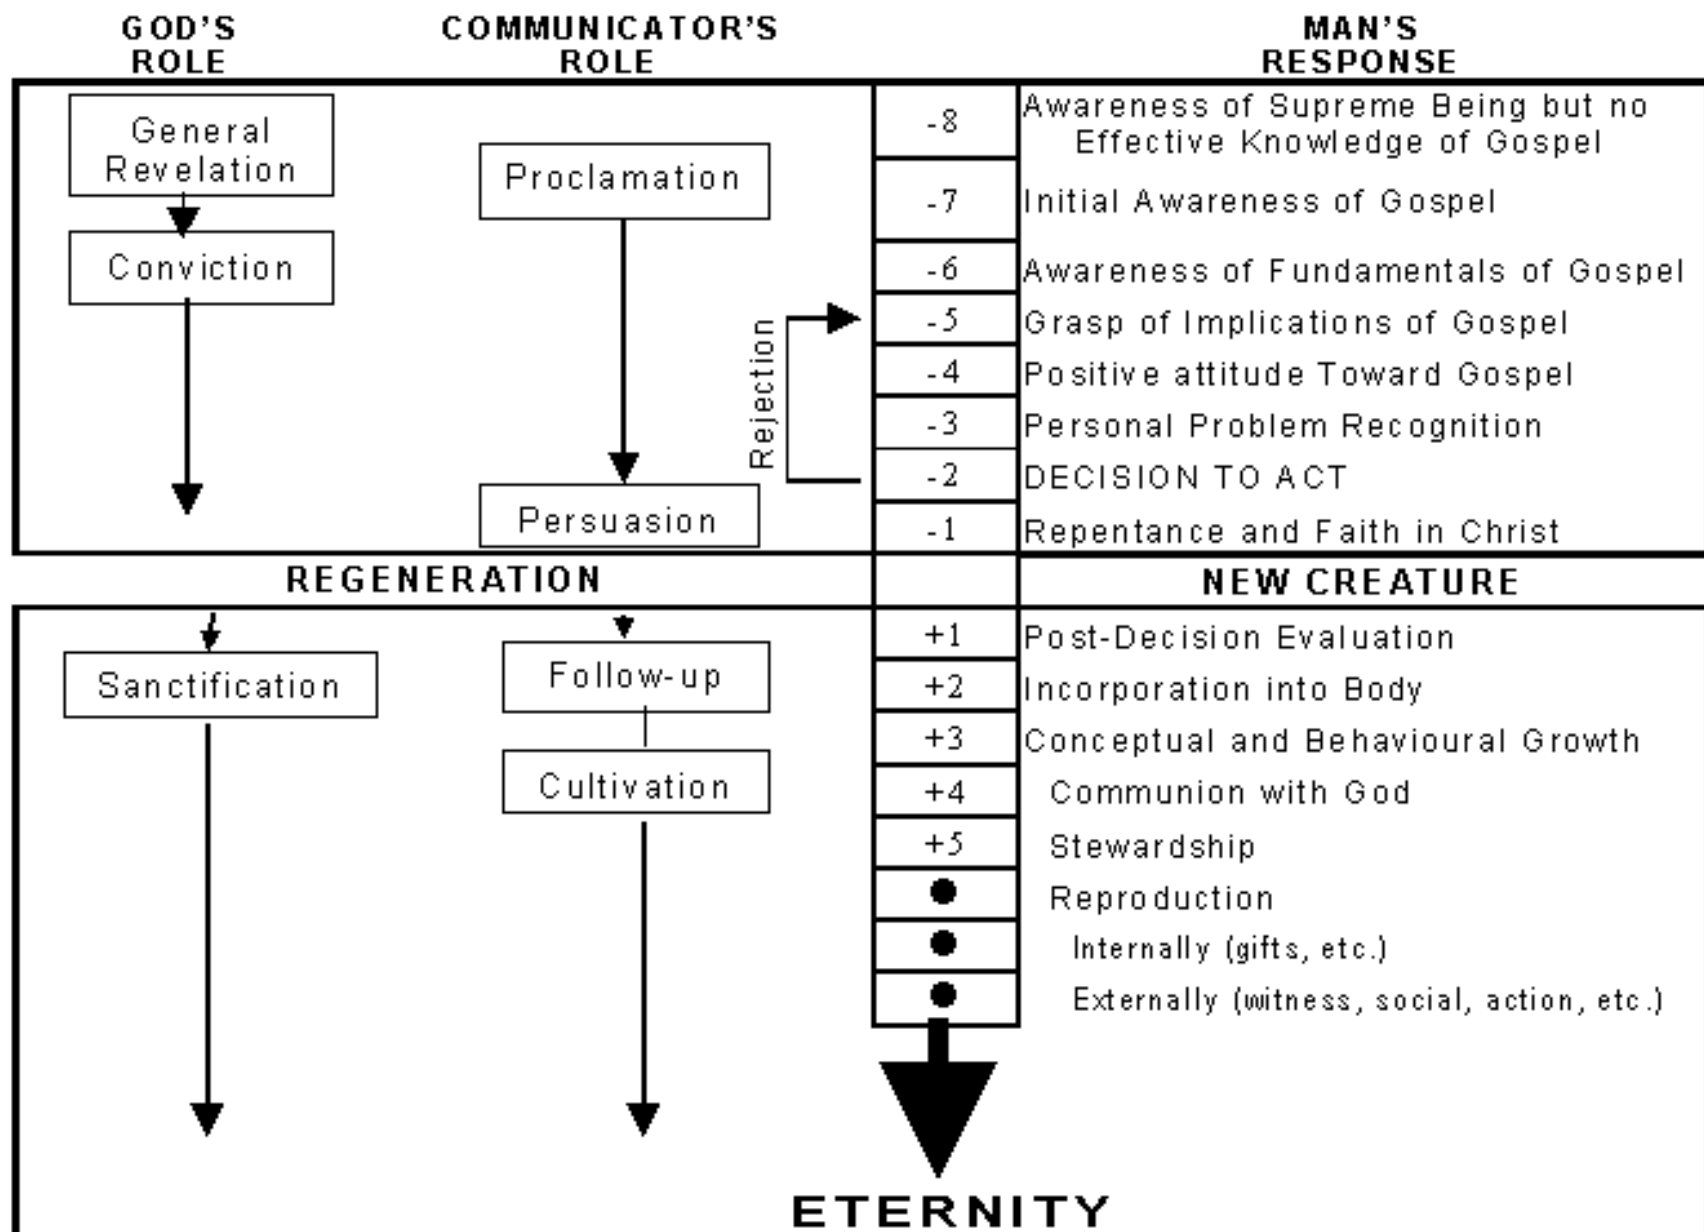 GOD'S
ROLE
COMMUNICATOR'S
ROLE
MAN'S
RESPONSE
General
Revelation
Conviction
Proclamation
Persuasion
Rejection
-8 Awareness of Supreme Being but no
Effective Knowledge of Gospel
-7 Initial Awareness of Gospel
-6 Awareness of Fundamentals of Gospel
-5 Grasp of Implications of Gospel
-4 Positive attitude Toward Gospel
-3 Personal Problem Recognition
-2 DECISION TO ACT
-1 Repentance and Faith in Christ
REGENERATION
NEW CREATURE
Sanctification
Follow-up
Cultivation
+1 Post-Decision Evaluation
+2 Incorporation into Body
+3 Conceptual and Behavioural Growth
+4 Communion with God
+5 Stewardship
● Reproduction
● Internally (gifts, etc.)
● Externally (witness, social, action, etc.)
ETERNITY